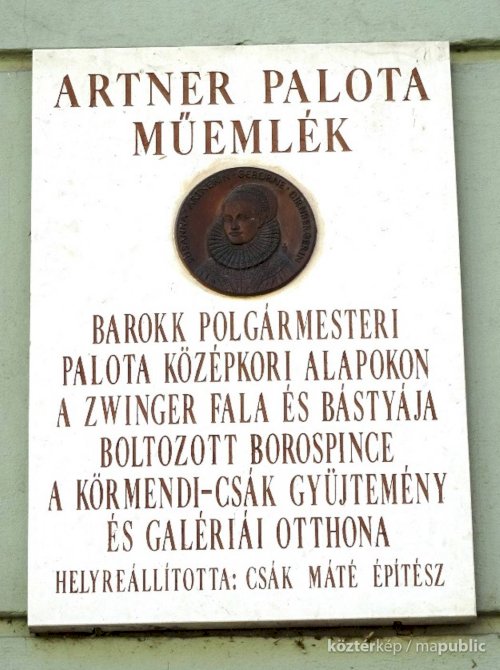 ARTNER PALOTA
MŰEMLÉK
BAROKK POLGÁRMESTERI
PALOTA KÖZÉPKORI ALAPOKON
A ZWINGER FALA ÉS BÁSTYÁJA
BOLTOZOTT BOROSPINCE
A KÖRMENDI-CSÁK GYÜJTEMÉNY
ÉS GALÉRIÁI OTTHONA
HELYREÁLLÍTOTTA: CSÁK MÁTÉ ÉPÍTÉSZ
köztérkép / mapublic